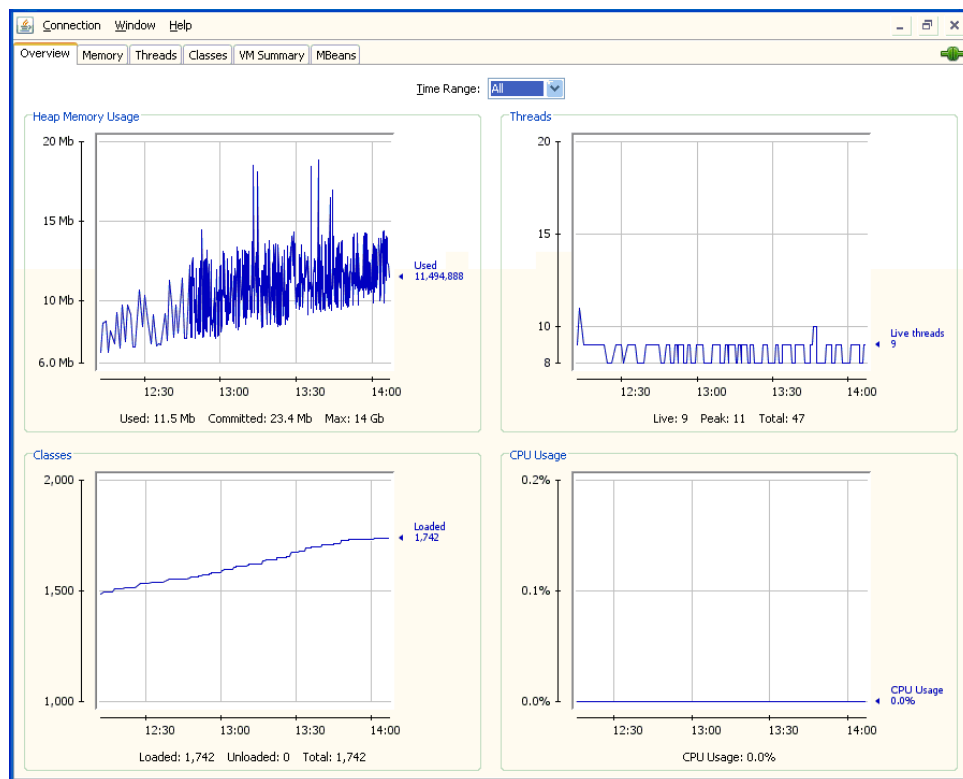 Connection Window Help
Overview Memory Threads Classes VM Summary MBeans
Time Range: All
Heap Memory Usage
20 Mb
15 Mb
10 Mb
6.0 Mb
Used
11,494,888
12:30 13:00 13:30 14:00
Used: 11.5 Mb Committed: 23.4 Mb Max: 14 Gb
Threads
20
15
10
8
Live threads
9
12:30 13:00 13:30 14:00
Live: 9 Peak: 11 Total: 47
Classes
2,000
1,500
1,000
Loaded
1,742
12:30 13:00 13:30 14:00
Loaded: 1,742 Unloaded: 0 Total: 1,742
CPU Usage
0.2%
0.1%
0.0%
CPU Usage
0.0%
12:30 13:00 13:30 14:00
CPU Usage: 0.0%